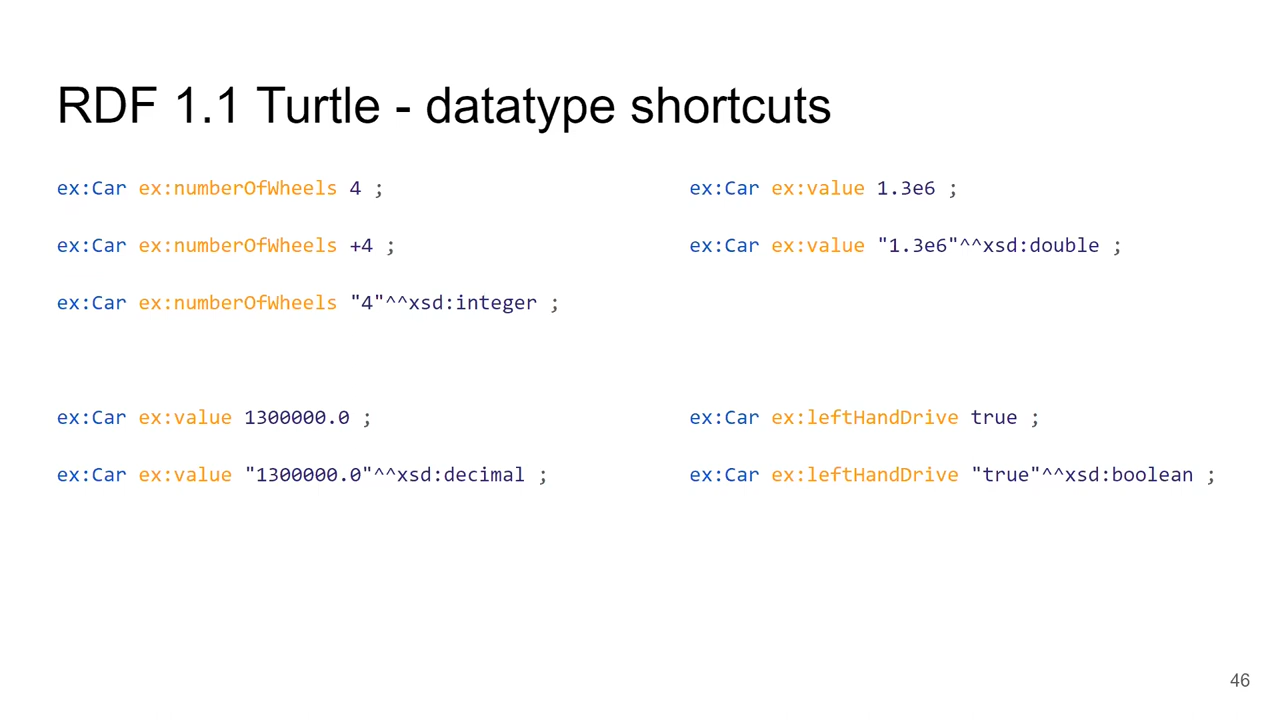 RDF 1.1 Turtle - datatype shortcuts
ex:Car ex:numberOfWheels 4 ;
ex:Car ex:numberOfWheels +4 ;
ex:Car ex:numberOfWheels "4"^^xsd:integer ;
ex:Car ex:value 1300000.0 ;
ex:Car ex:value "1300000.0"^^xsd:decimal ;
ex:Car ex:value 1.3e6 ;
ex:Car ex:value "1.3e6"^^xsd:double ;
ex:Car ex:leftHandDrive true ;
ex:Car ex:leftHandDrive "true"^^xsd:boolean ;
46